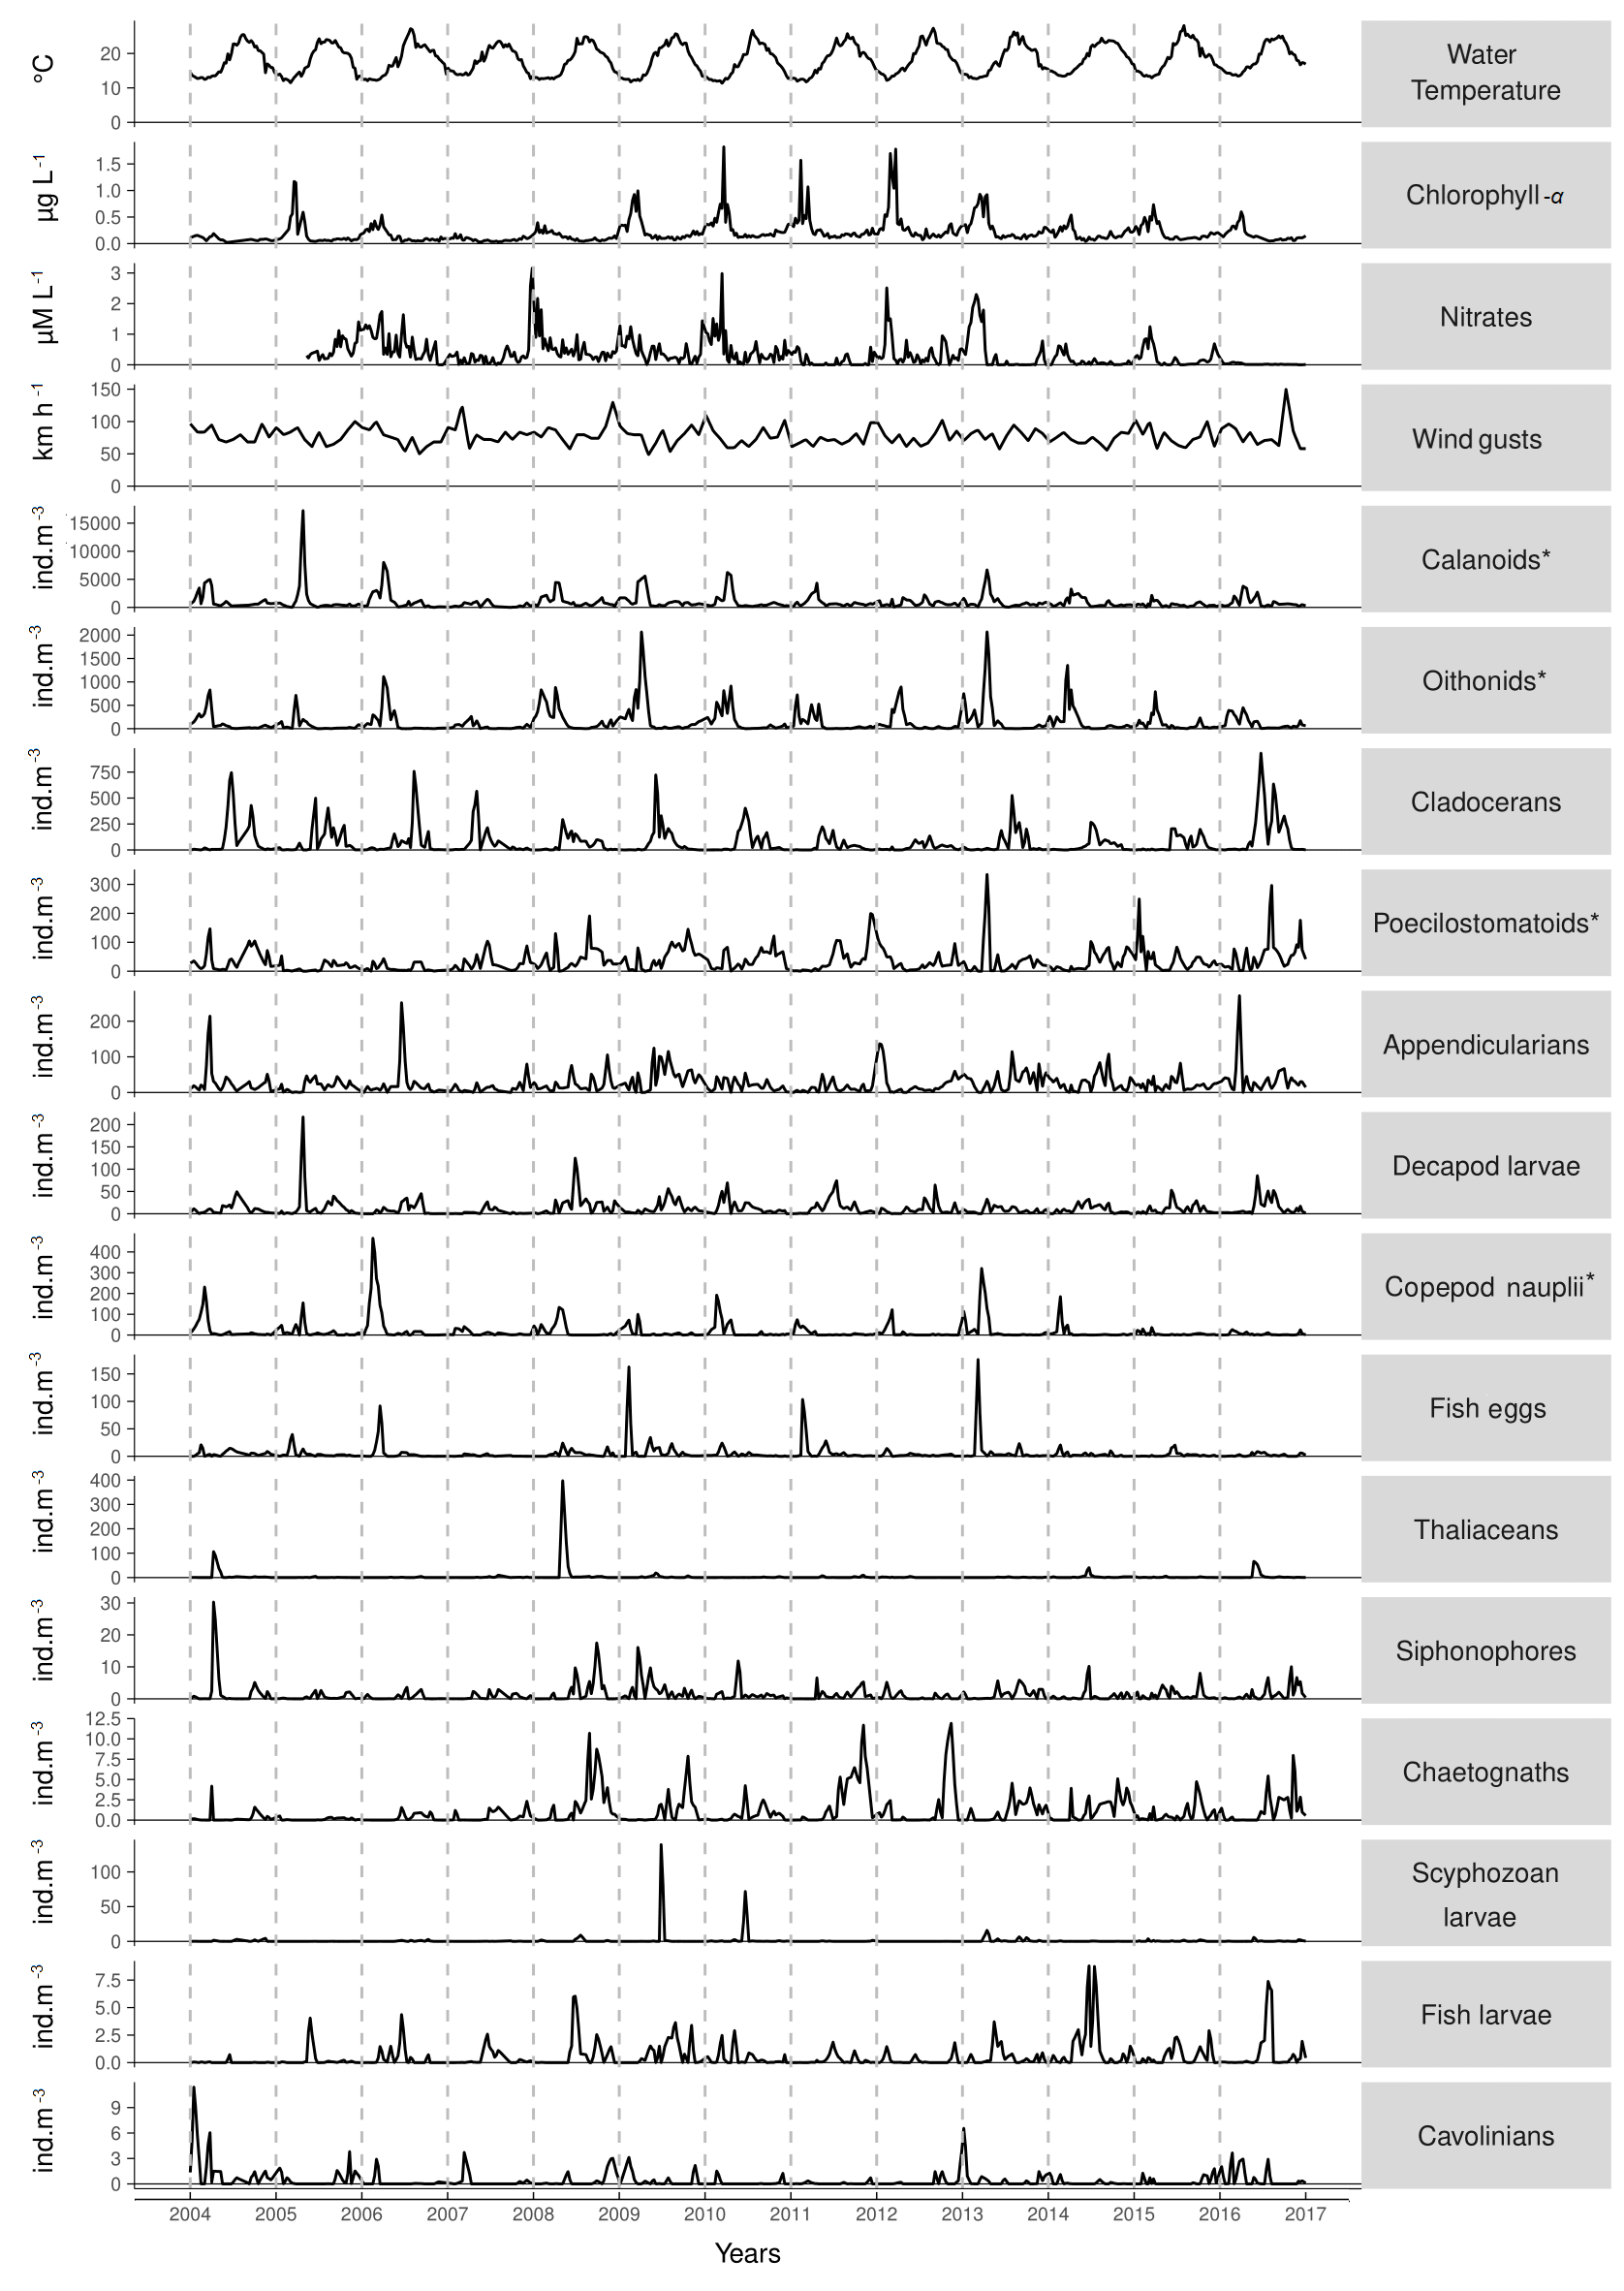 °C
20
10
0
Water
Temperature
µg L-1
1.5
1.0
0.5
0.0
Chlorophyll-α
µM L-1
3
2
1
0
Nitrates
km h-1
150
100
50
0
Wind gusts
ind.m-3
15000
10000
5000
0
Calanoids*
ind.m-3
2000
1500
1000
500
0
Oithonids*
ind.m-3
750
500
250
0
Cladocerans
ind.m-3
300
200
100
0
Poecilostomatoids*
ind.m-3
200
100
0
Appendicularians
ind.m-3
200
150
100
50
0
Decapod larvae
ind.m-3
400
300
200
100
0
Copepod nauplii*
ind.m-3
150
100
50
0
Fish eggs
ind.m-3
400
300
200
100
0
Thaliaceans
ind.m-3
30
20
10
0
Siphonophores
ind.m-3
12.5
10.0
7.5
5.0
2.5
0.0
Chaetognaths
ind.m-3
100
50
0
Scyphozoan
larvae
ind.m-3
7.5
5.0
2.5
0.0
Fish larvae
ind.m-3
9
6
3
0
Cavolinians
2004 2005 2006 2007 2008 2009 2010 2011 2012 2013 2014 2015 2016 2017
Years